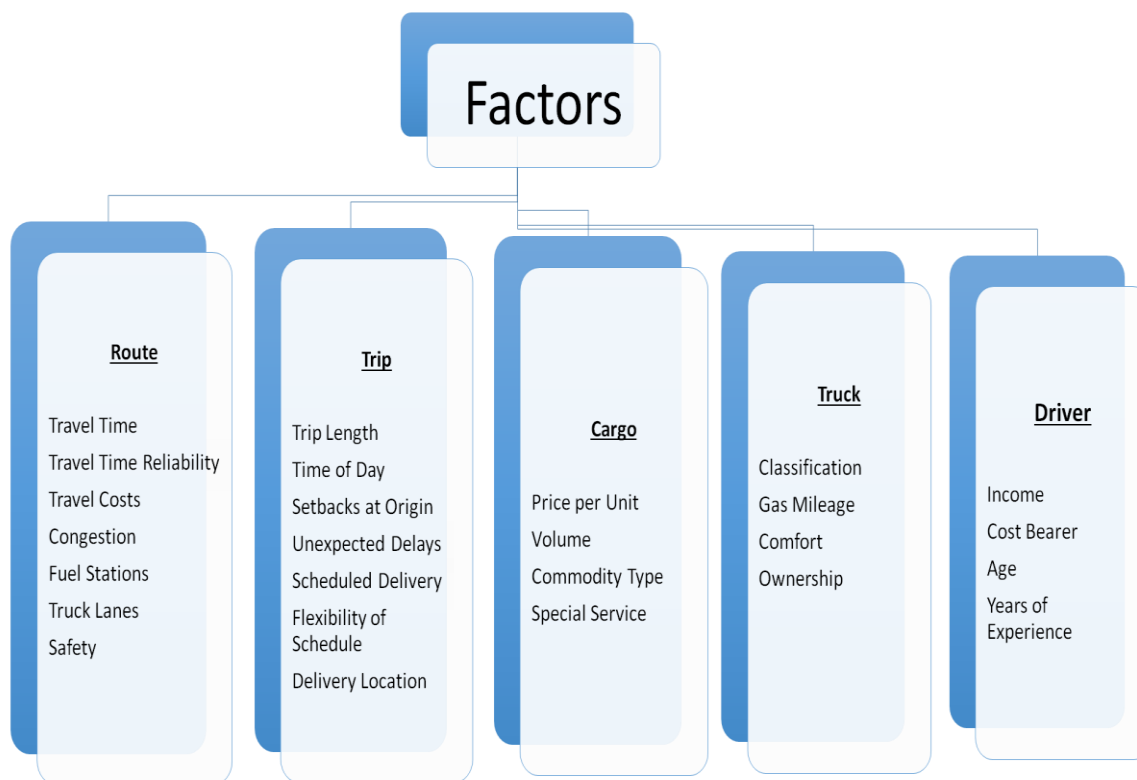 Factors
Route
Travel Time
Travel Time Reliability
Travel Costs
Congestion
Fuel Stations
Truck Lanes
Safety
Trip
Trip Length
Time of Day
Setbacks at Origin
Unexpected Delays
Scheduled Delivery
Flexibility of
Schedule
Delivery Location
Cargo
Price per Unit
Volume
Commodity Type
Special Service
Truck
Classification
Gas Mileage
Comfort
Ownership
Driver
Income
Cost Bearer
Age
Years of
Experience